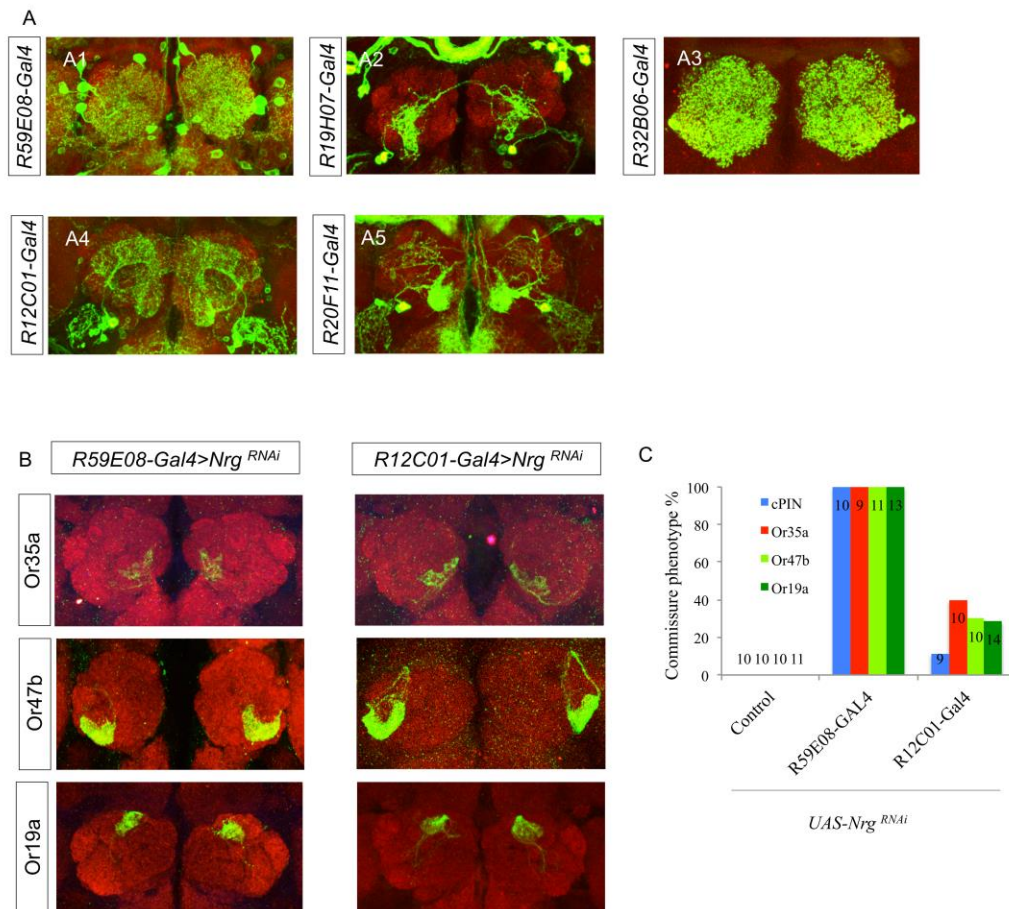 A
R59E08-Gal4
A1
R19H07-Gal4
A2
R32B06-Gal4
A3
R12C01-Gal4
A4
R20F11-Gal4
A5
B
R59E08-Gal4>Nrg RNAi
R12C01-Gal4>Nrg RNAi
Or35a
Or47b
Or19a
C
Commissure phenotype %
100
80
60
40
20
0
cPIN
Or35a
Or47b
Or19a
10 10 10 11
10 9 11 13
9 10 10 14
Control
R59E08-GAL4
R12C01-Gal4
UAS-Nrg RNAi